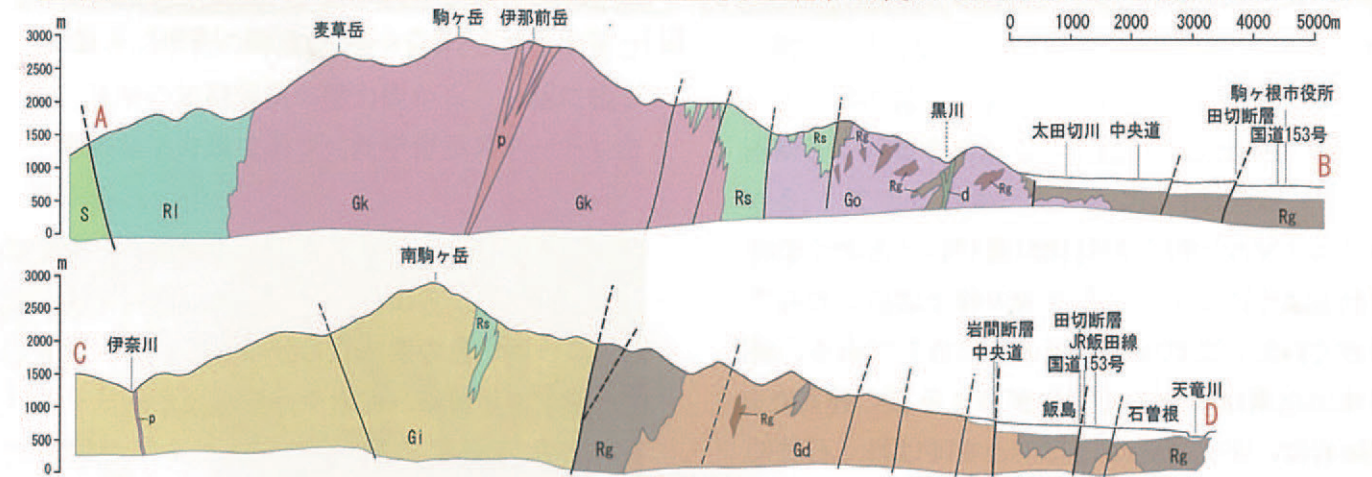 0 1000 2000 3000 4000 5000m
m
3000
2500
2000
1500
1000
500
0
麦草岳
駒ヶ岳
伊那前岳
黒川
太田切川
中央道
駒ヶ根市役所
田切断層
国道153号
A
B
S
Rl
Gk
p
Gk
Rs
Rs
Rg
Go
Rg
d
Rg
Rg
m
3000
2500
2000
1500
1000
500
0
南駒ヶ岳
伊奈川
岩間断層
中央道
田切断層
JR飯田線
国道153号
飯島
石曽根
天竜川
C
D
p
Gi
Rs
Rg
Rg
Gd
Rg